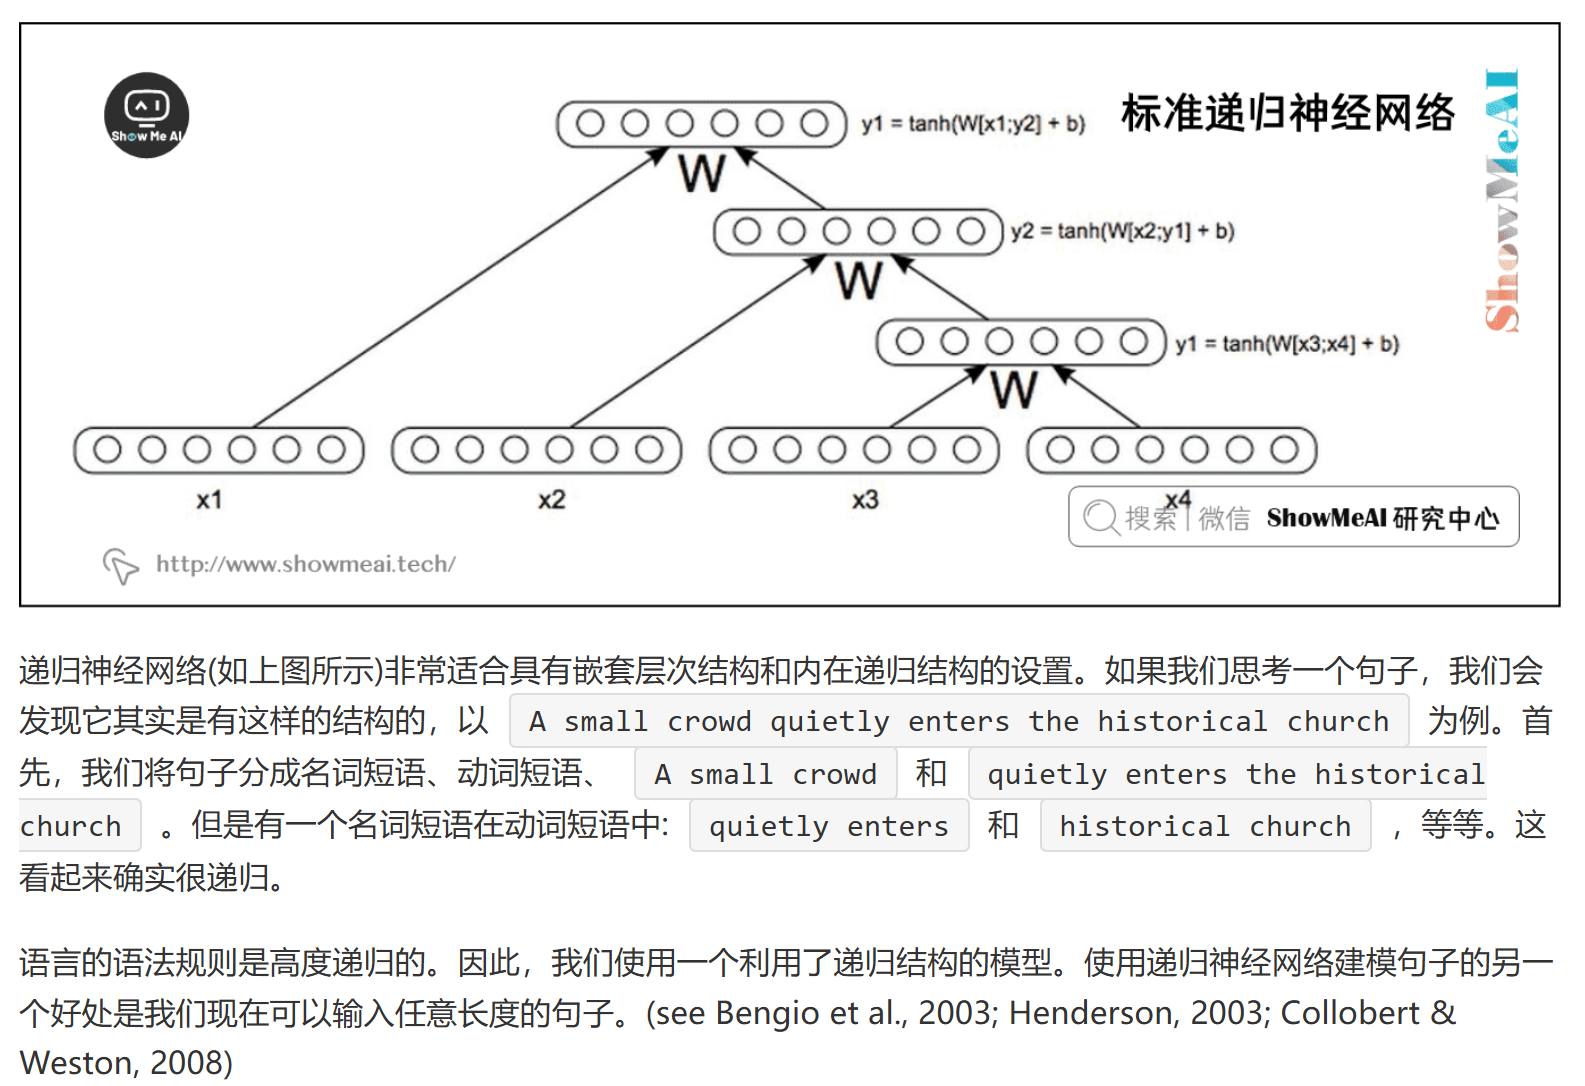 Show Me AI
标准递归神经网络
ShowMeAI
y1 = tanh(W[x1;y2] + b)
W
y2 = tanh(W[x2;y1] + b)
W
y1 = tanh(W[x3;x4] + b)
W
x1 x2 x3 x4
搜索 | 微信 ShowMeAI 研究中心
http://www.showmeai.tech/
递归神经网络(如上图所示)非常适合具有嵌套层次结构和内在递归结构的设置。如果我们思考一个句子，我们会
发现它其实是有这样的结构的，以 A small crowd quietly enters the historical church 为例。首
先，我们将句子分成名词短语、动词短语、 A small crowd 和 quietly enters the historical
church 。但是有一个名词短语在动词短语中: quietly enters 和 historical church ，等等。这
看起来确实很递归。
语言的语法规则是高度递归的。因此，我们使用一个利用了递归结构的模型。使用递归神经网络建模句子的另一
个好处是我们现在可以输入任意长度的句子。(see Bengio et al., 2003; Henderson, 2003; Collobert &
Weston, 2008)